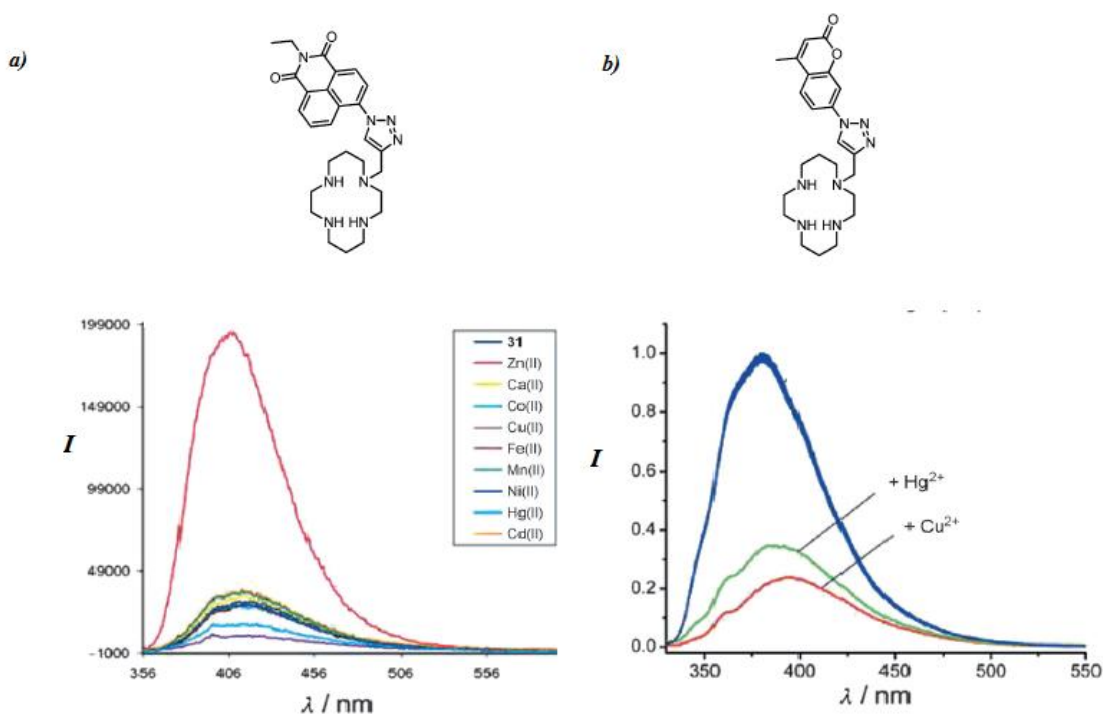 a)
b)
O
N
O
N
N
N
NH
N
NH
HN
O
O
N
N
N
NH
N
NH
HN
199000
149000
99000
49000
-1000
I
356
406
456
506
556
λ / nm
31
Zn(II)
Ca(II)
Co(II)
Cu(II)
Fe(II)
Mn(II)
Nii(II)
Hg(II)
Cd(II)
1.0
0.8
0.6
0.4
0.2
0.0
I
+ Hg²⁺
+ Cu²⁺
350
400
450
500
550
λ / nm